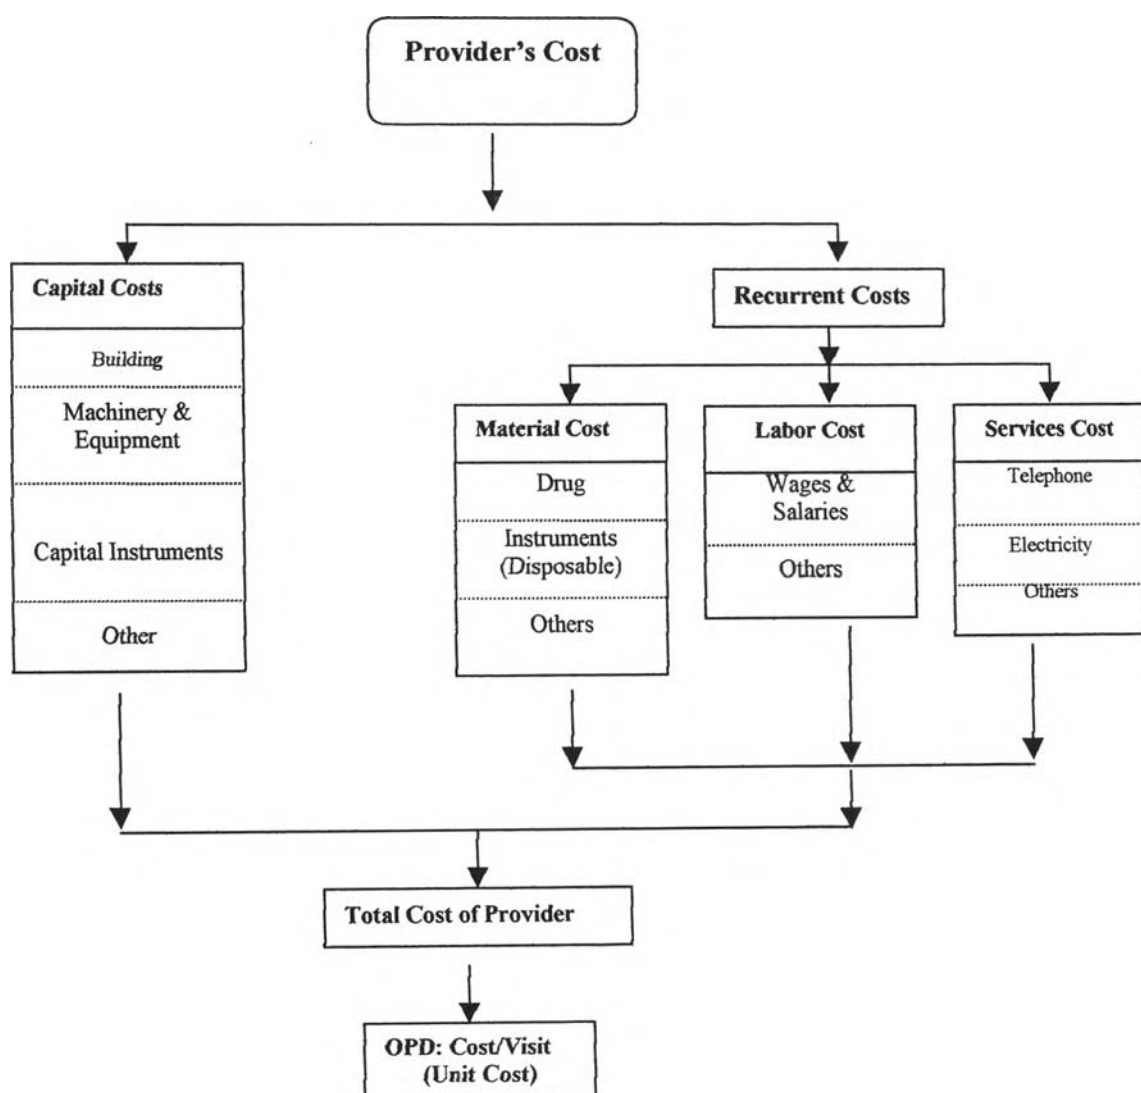 Provider's Cost
Capital Costs
Building
Machinery &
Equipment
Capital Instruments
Other
Recurrent Costs
Material Cost
Drug
Instruments
(Disposable)
Others
Labor Cost
Wages &
Salaries
Others
Services Cost
Telephone
Electricity
Others
Total Cost of Provider
OPD: Cost/Visit
(Unit Cost)